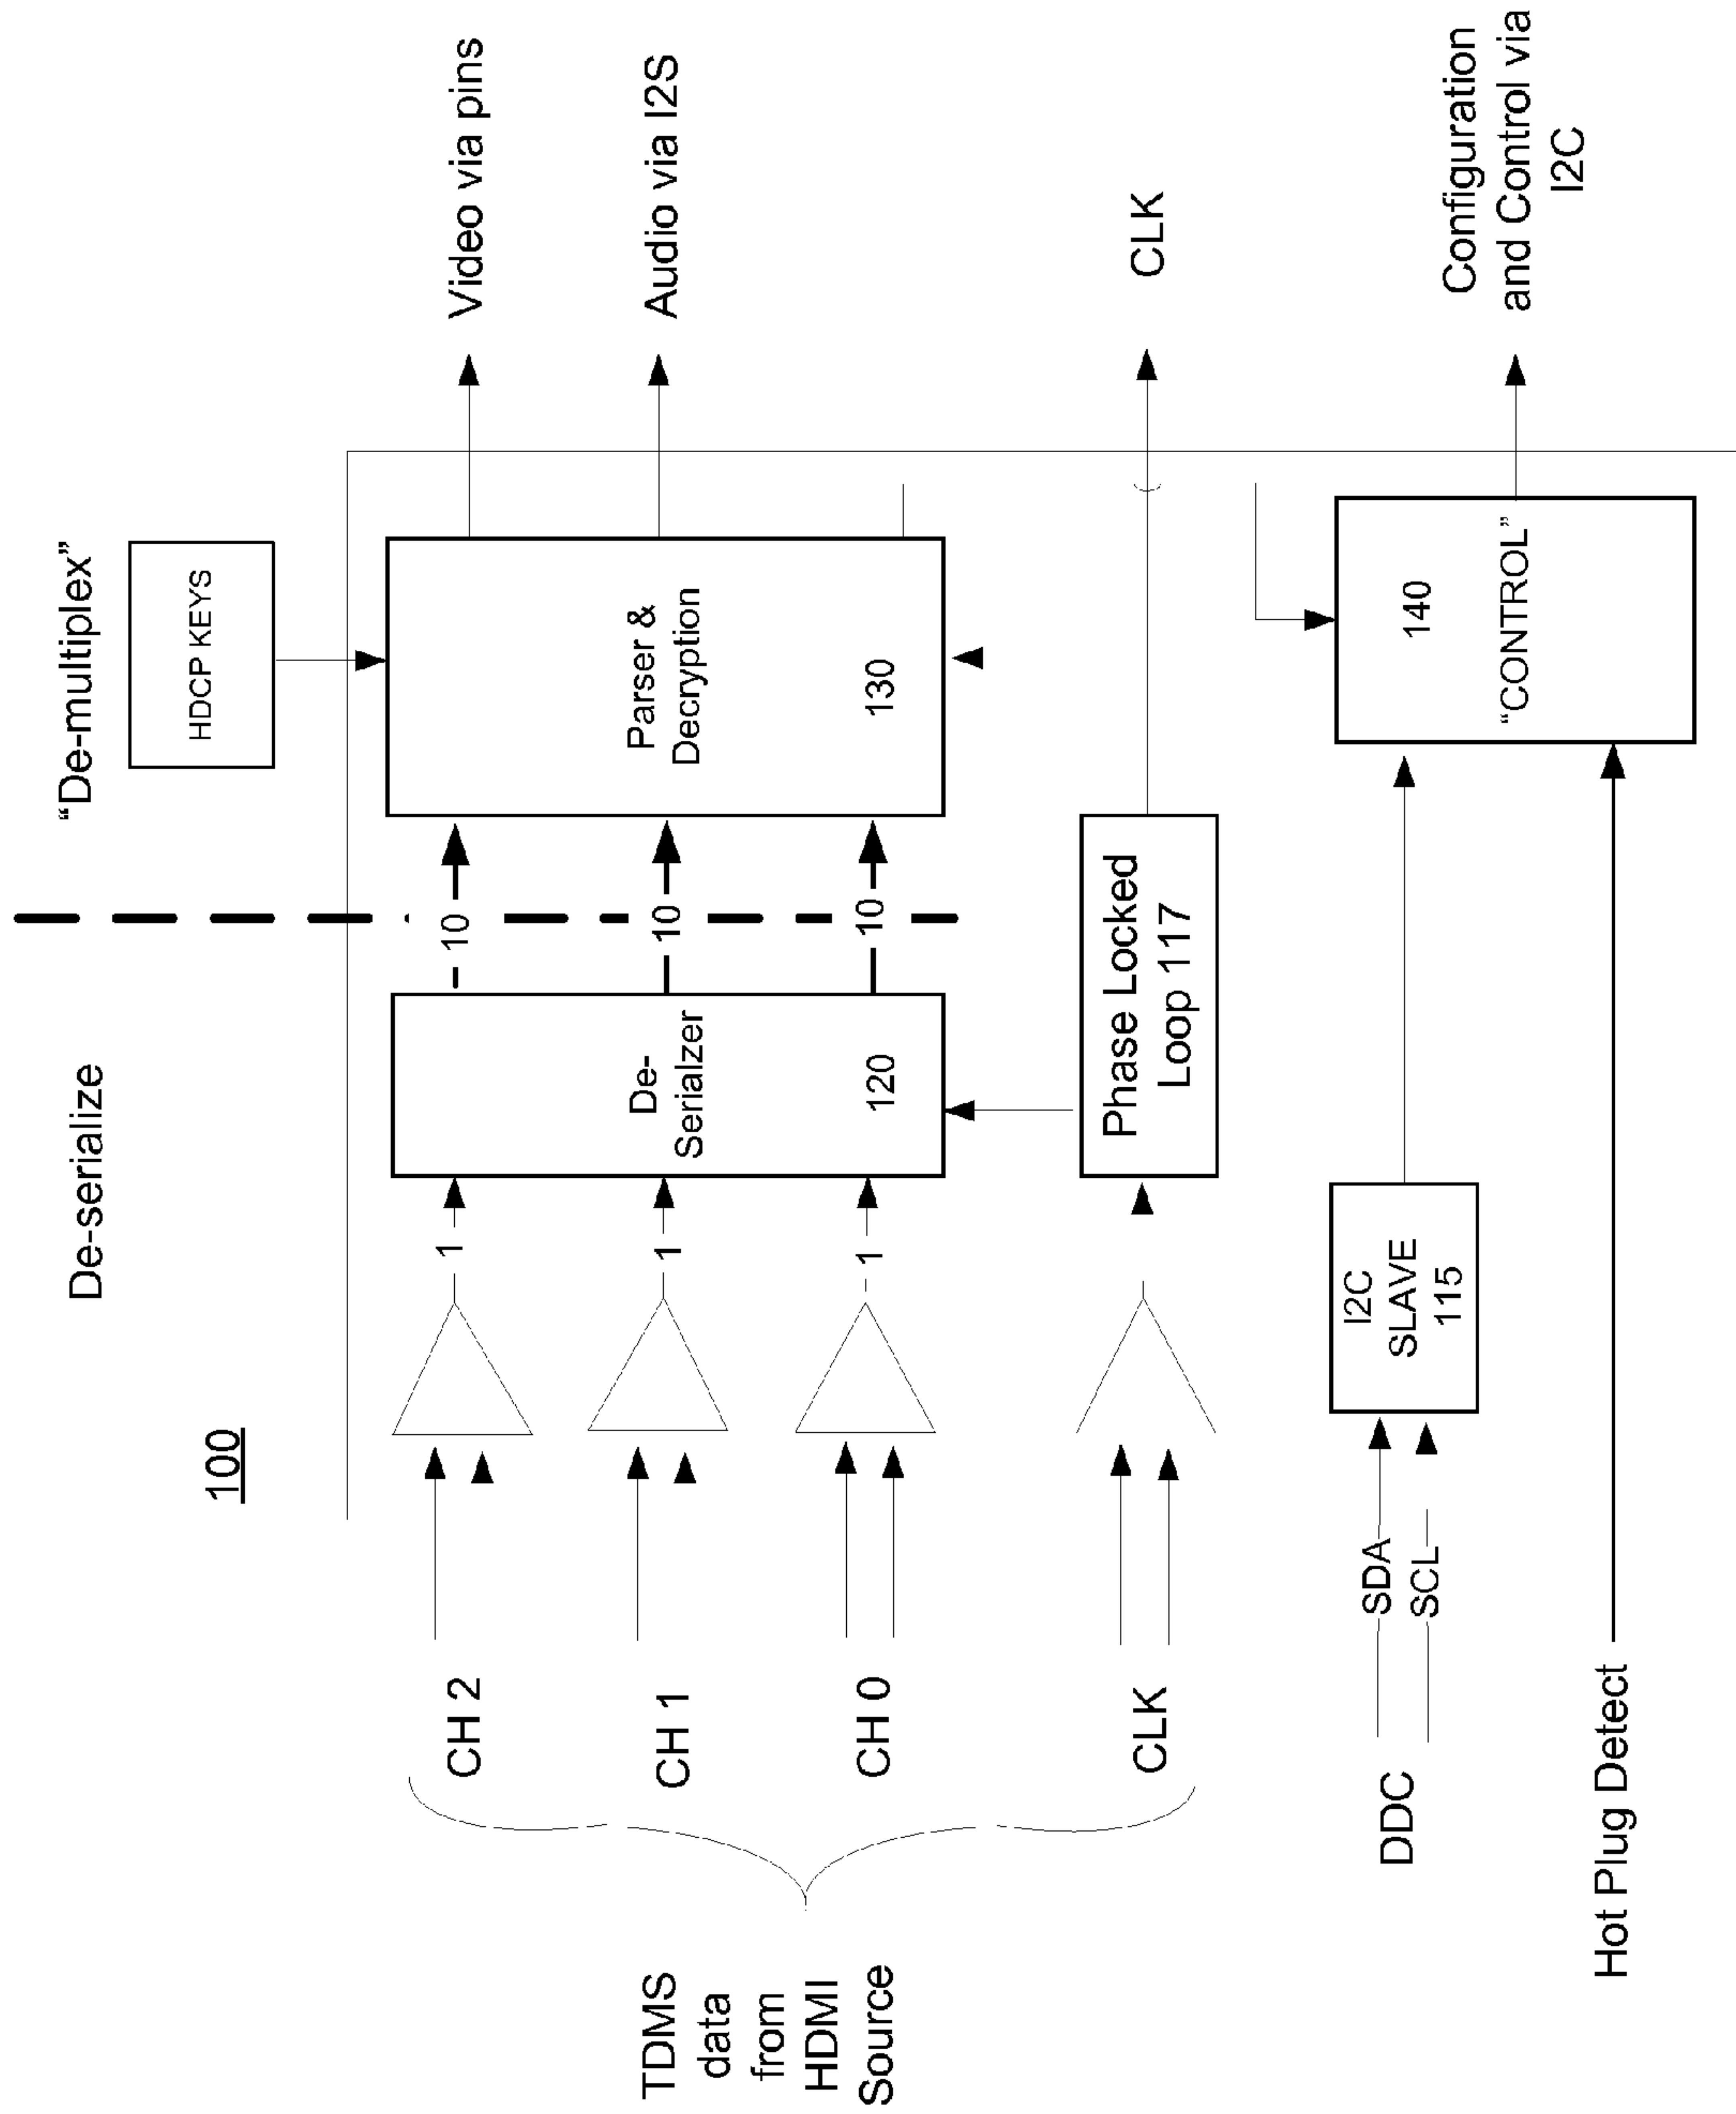 100
De-serialize
“De-multiplex”
HDCP KEYS
TDMS
data
from
HDMI
Source
CH 2
CH 1
CH 0
CLK
1
1
1
De-
Serialzer
120
10
10
10
Parser &
Decryption
130
Video via pins
Audio via I2S
Phase Locked
Loop 117
CLK
DDC
SDA
SCL
I2C
SLAVE
115
140
“CONTROL”
Configuration
and Control via
I2C
Hot Plug Detect